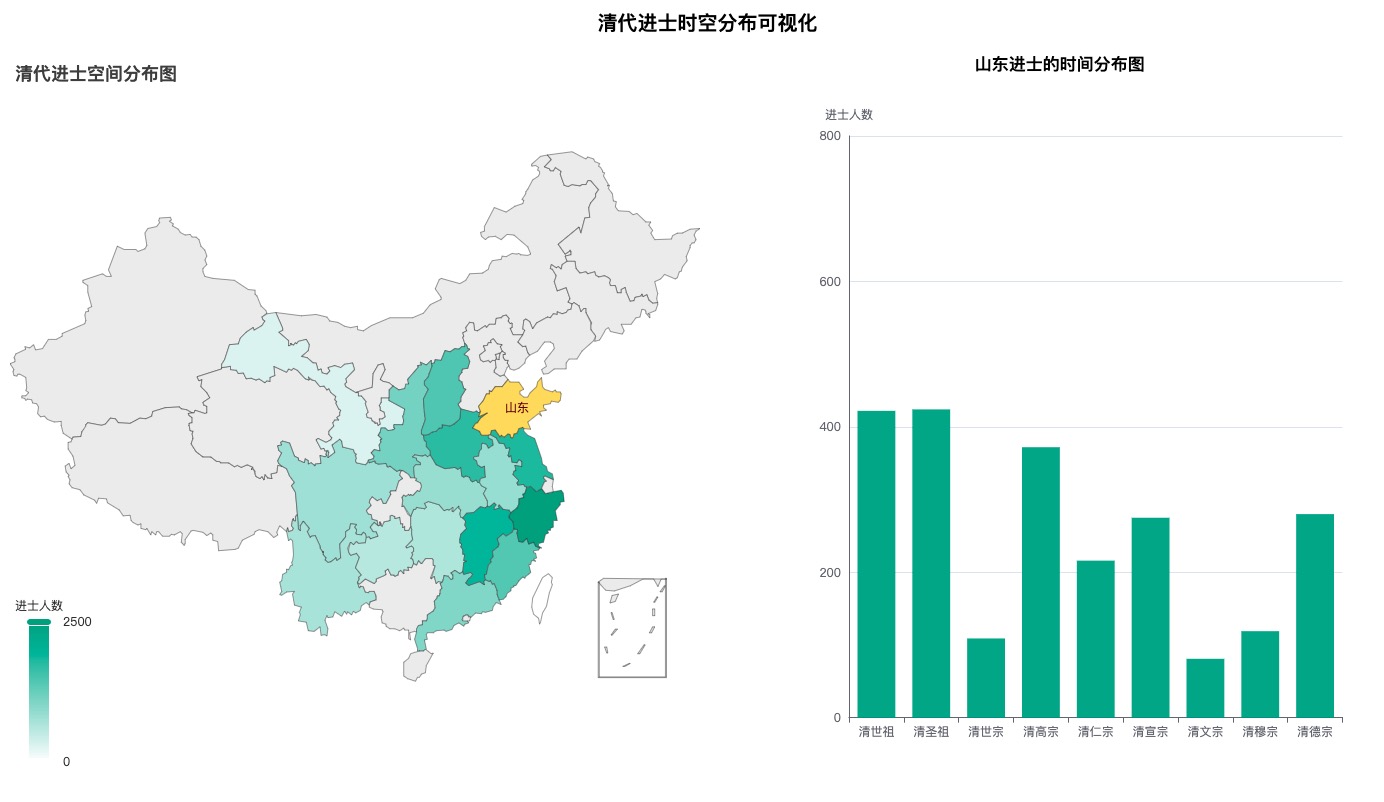 清代进士时空分布可视化
清代进士空间分布图
山东
进士人数
2500
0
山东进士的时间分布图
进士人数
800
600
400
200
0
清世祖 清圣祖 清世宗 清高宗 清仁宗 清宣宗 清文宗 清穆宗 清德宗